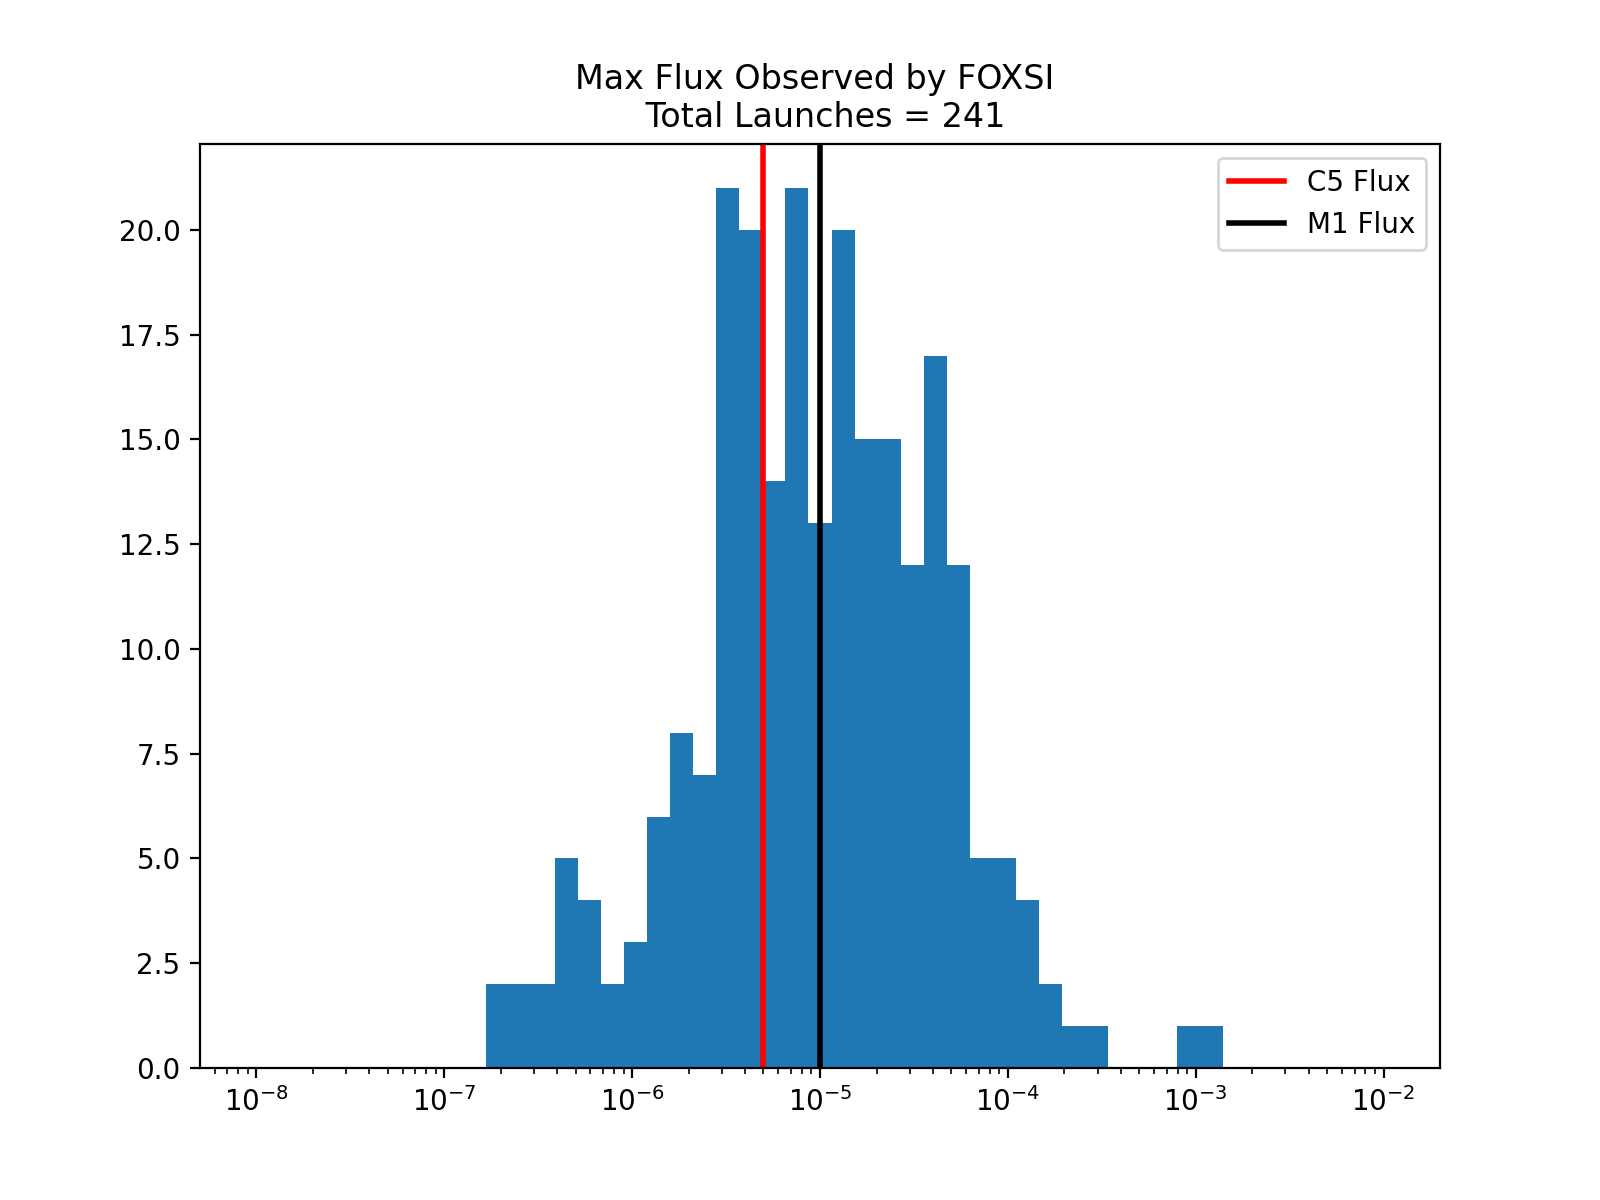 Max Flux Observed by FOXSI
Total Launches = 241
C5 Flux
M1 Flux
20.0
17.5
15.0
12.5
10.0
7.5
5.0
2.5
0.0
10⁻⁸ 10⁻⁷ 10⁻⁶ 10⁻⁵ 10⁻⁴ 10⁻³ 10⁻²